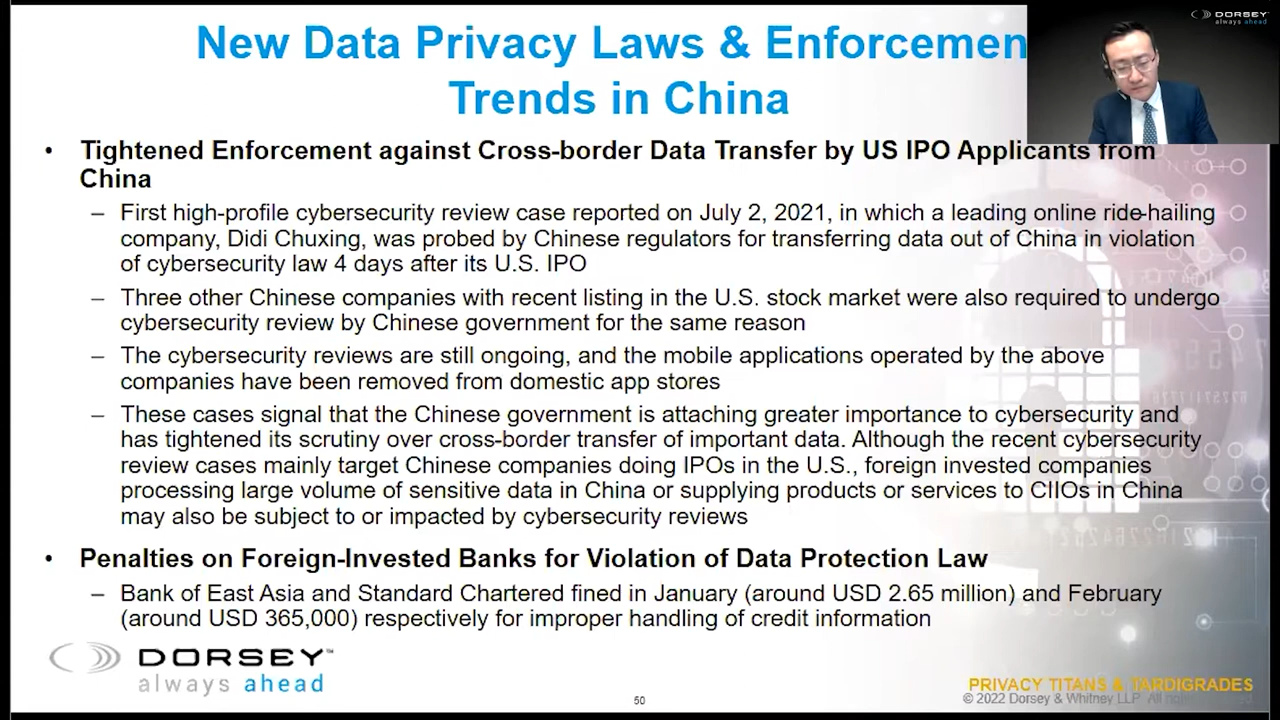 New Data Privacy Laws & Enforcemen
Trends in China
DORSEY
always ahead
• Tightened Enforcement against Cross-border Data Transfer by US IPO Applicants from
China
– First high-profile cybersecurity review case reported on July 2, 2021, in which a leading online ride-hailing
company, Didi Chuxing, was probed by Chinese regulators for transferring data out of China in violation
of cybersecurity law 4 days after its U.S. IPO
– Three other Chinese companies with recent listing in the U.S. stock market were also required to undergo
cybersecurity review by Chinese government for the same reason
– The cybersecurity reviews are still ongoing, and the mobile applications operated by the above
companies have been removed from domestic app stores
– These cases signal that the Chinese government is attaching greater importance to cybersecurity and
has tightened its scrutiny over cross-border transfer of important data. Although the recent cybersecurity
review cases mainly target Chinese companies doing IPOs in the U.S., foreign invested companies
processing large volume of sensitive data in China or supplying products or services to CIIOs in China
may also be subject to or impacted by cybersecurity reviews
• Penalties on Foreign-Invested Banks for Violation of Data Protection Law
– Bank of East Asia and Standard Chartered fined in January (around USD 2.65 million) and February
(around USD 365,000) respectively for improper handling of credit information
DORSEY™
always ahead
50
PRIVACY TITANS & TARDIGRADES
© 2022 Dorsey & Whitney LLP. All rights reserved.